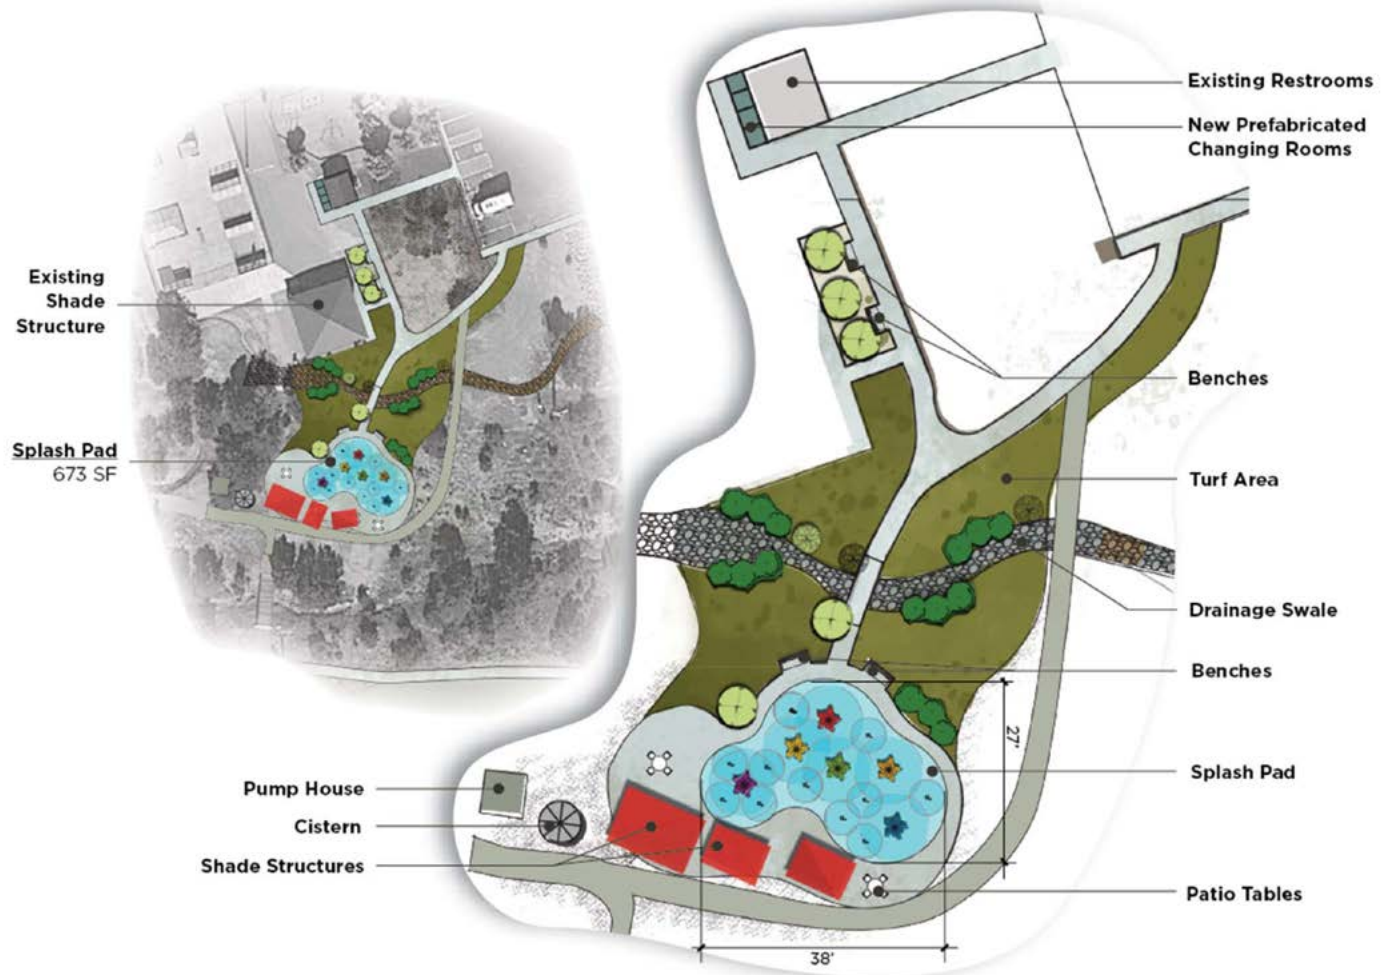 Existing
Shade
Structure
Splash Pad
673 SF
Existing Restrooms
New Prefabricated
Changing Rooms
Benches
Turf Area
Drainage Swale
Benches
27'
Splash Pad
Pump House
Cistern
Shade Structures
Patio Tables
38'